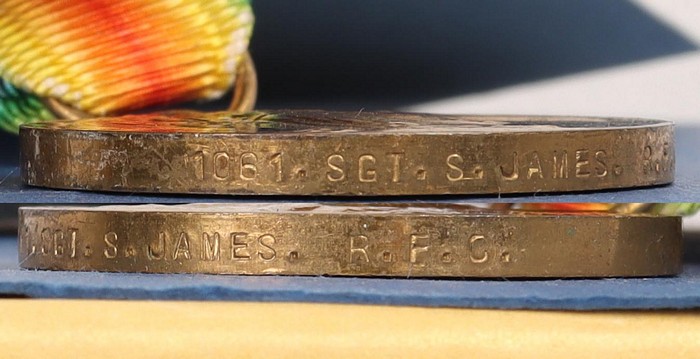 1061. SGT. S. JAMES. R.F.
SGT. S. JAMES. R.F.C.